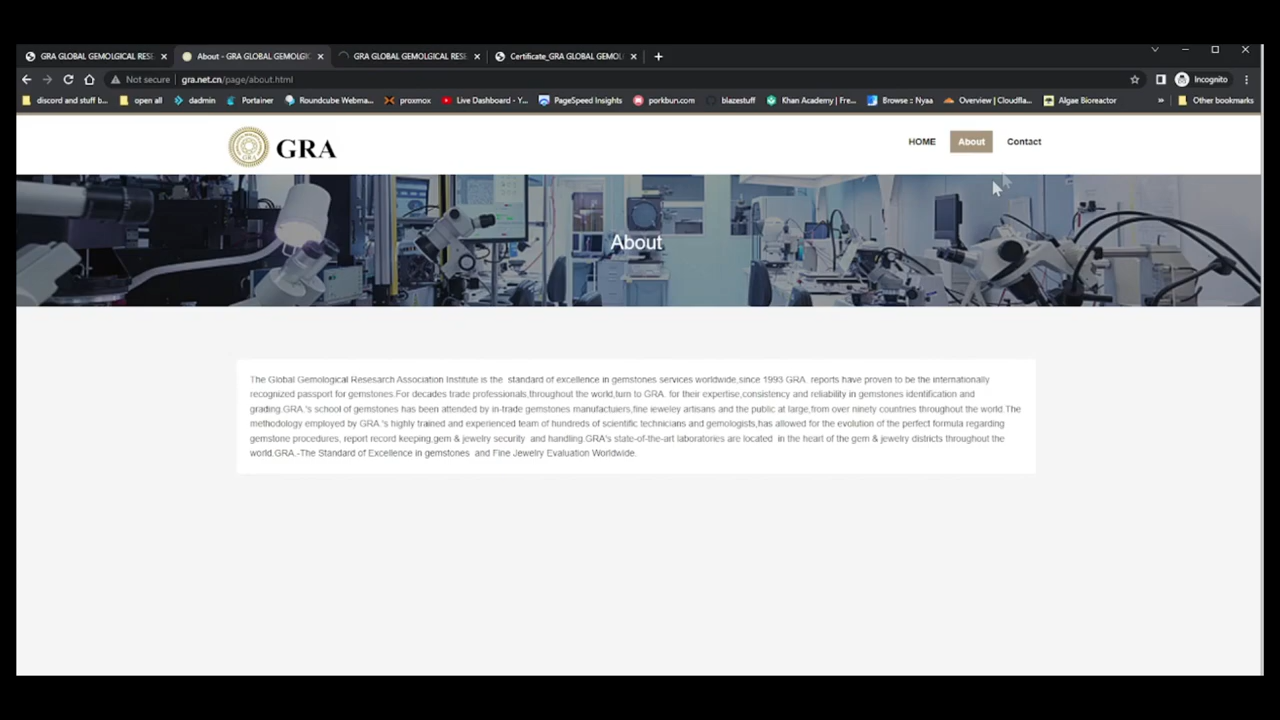 GRA GLOBAL GEMOLGICAL RESE
About - GRA GLOBAL GEMOLGIC
GRA GLOBAL GEMOLGICAL RESE
Certificate_GRA GLOBAL GEMOL
Not secure | gra.net.cn/page/about.html
Incognito
discord and stuff b... open all dadmin Portainer Roundcube Webma... proxmox Live Dashboard - Y... PageSpeed Insights porkbun.com blazestuff Khan Academy | Fre... Browse :: Nyaa Overview | Cloudfla... Algae Bioreactor » Other bookmarks
GRA
HOME About Contact
About
The Global Gemological Resesarch Association Institute is the standard of excellence in gemstones services worldwide,since 1993 GRA. reports have proven to be the internationally
recognized passport for gemstones.For decades trade professionals,throughout the world,turn to GRA. for their expertise,consistency and reliability in gemstones identification and
grading.GRA.'s school of gemstones has been attended by in-trade gemstones manufactuiers,fine ieweley artisans and the public at large,from over ninety countries throughout the world.The
methodology employed by GRA.'s highly trained and experienced team of hundreds of scientific technicians and gemologists,has allowed for the evolution of the perfect formula regarding
gemstone procedures, report record keeping,gem & jewelry security and handling.GRA's state-of-the-art laboratories are located in the heart of the gem & jewelry districts throughout the
world.GRA.-The Standard of Excellence in gemstones and Fine Jewelry Evaluation Worldwide.